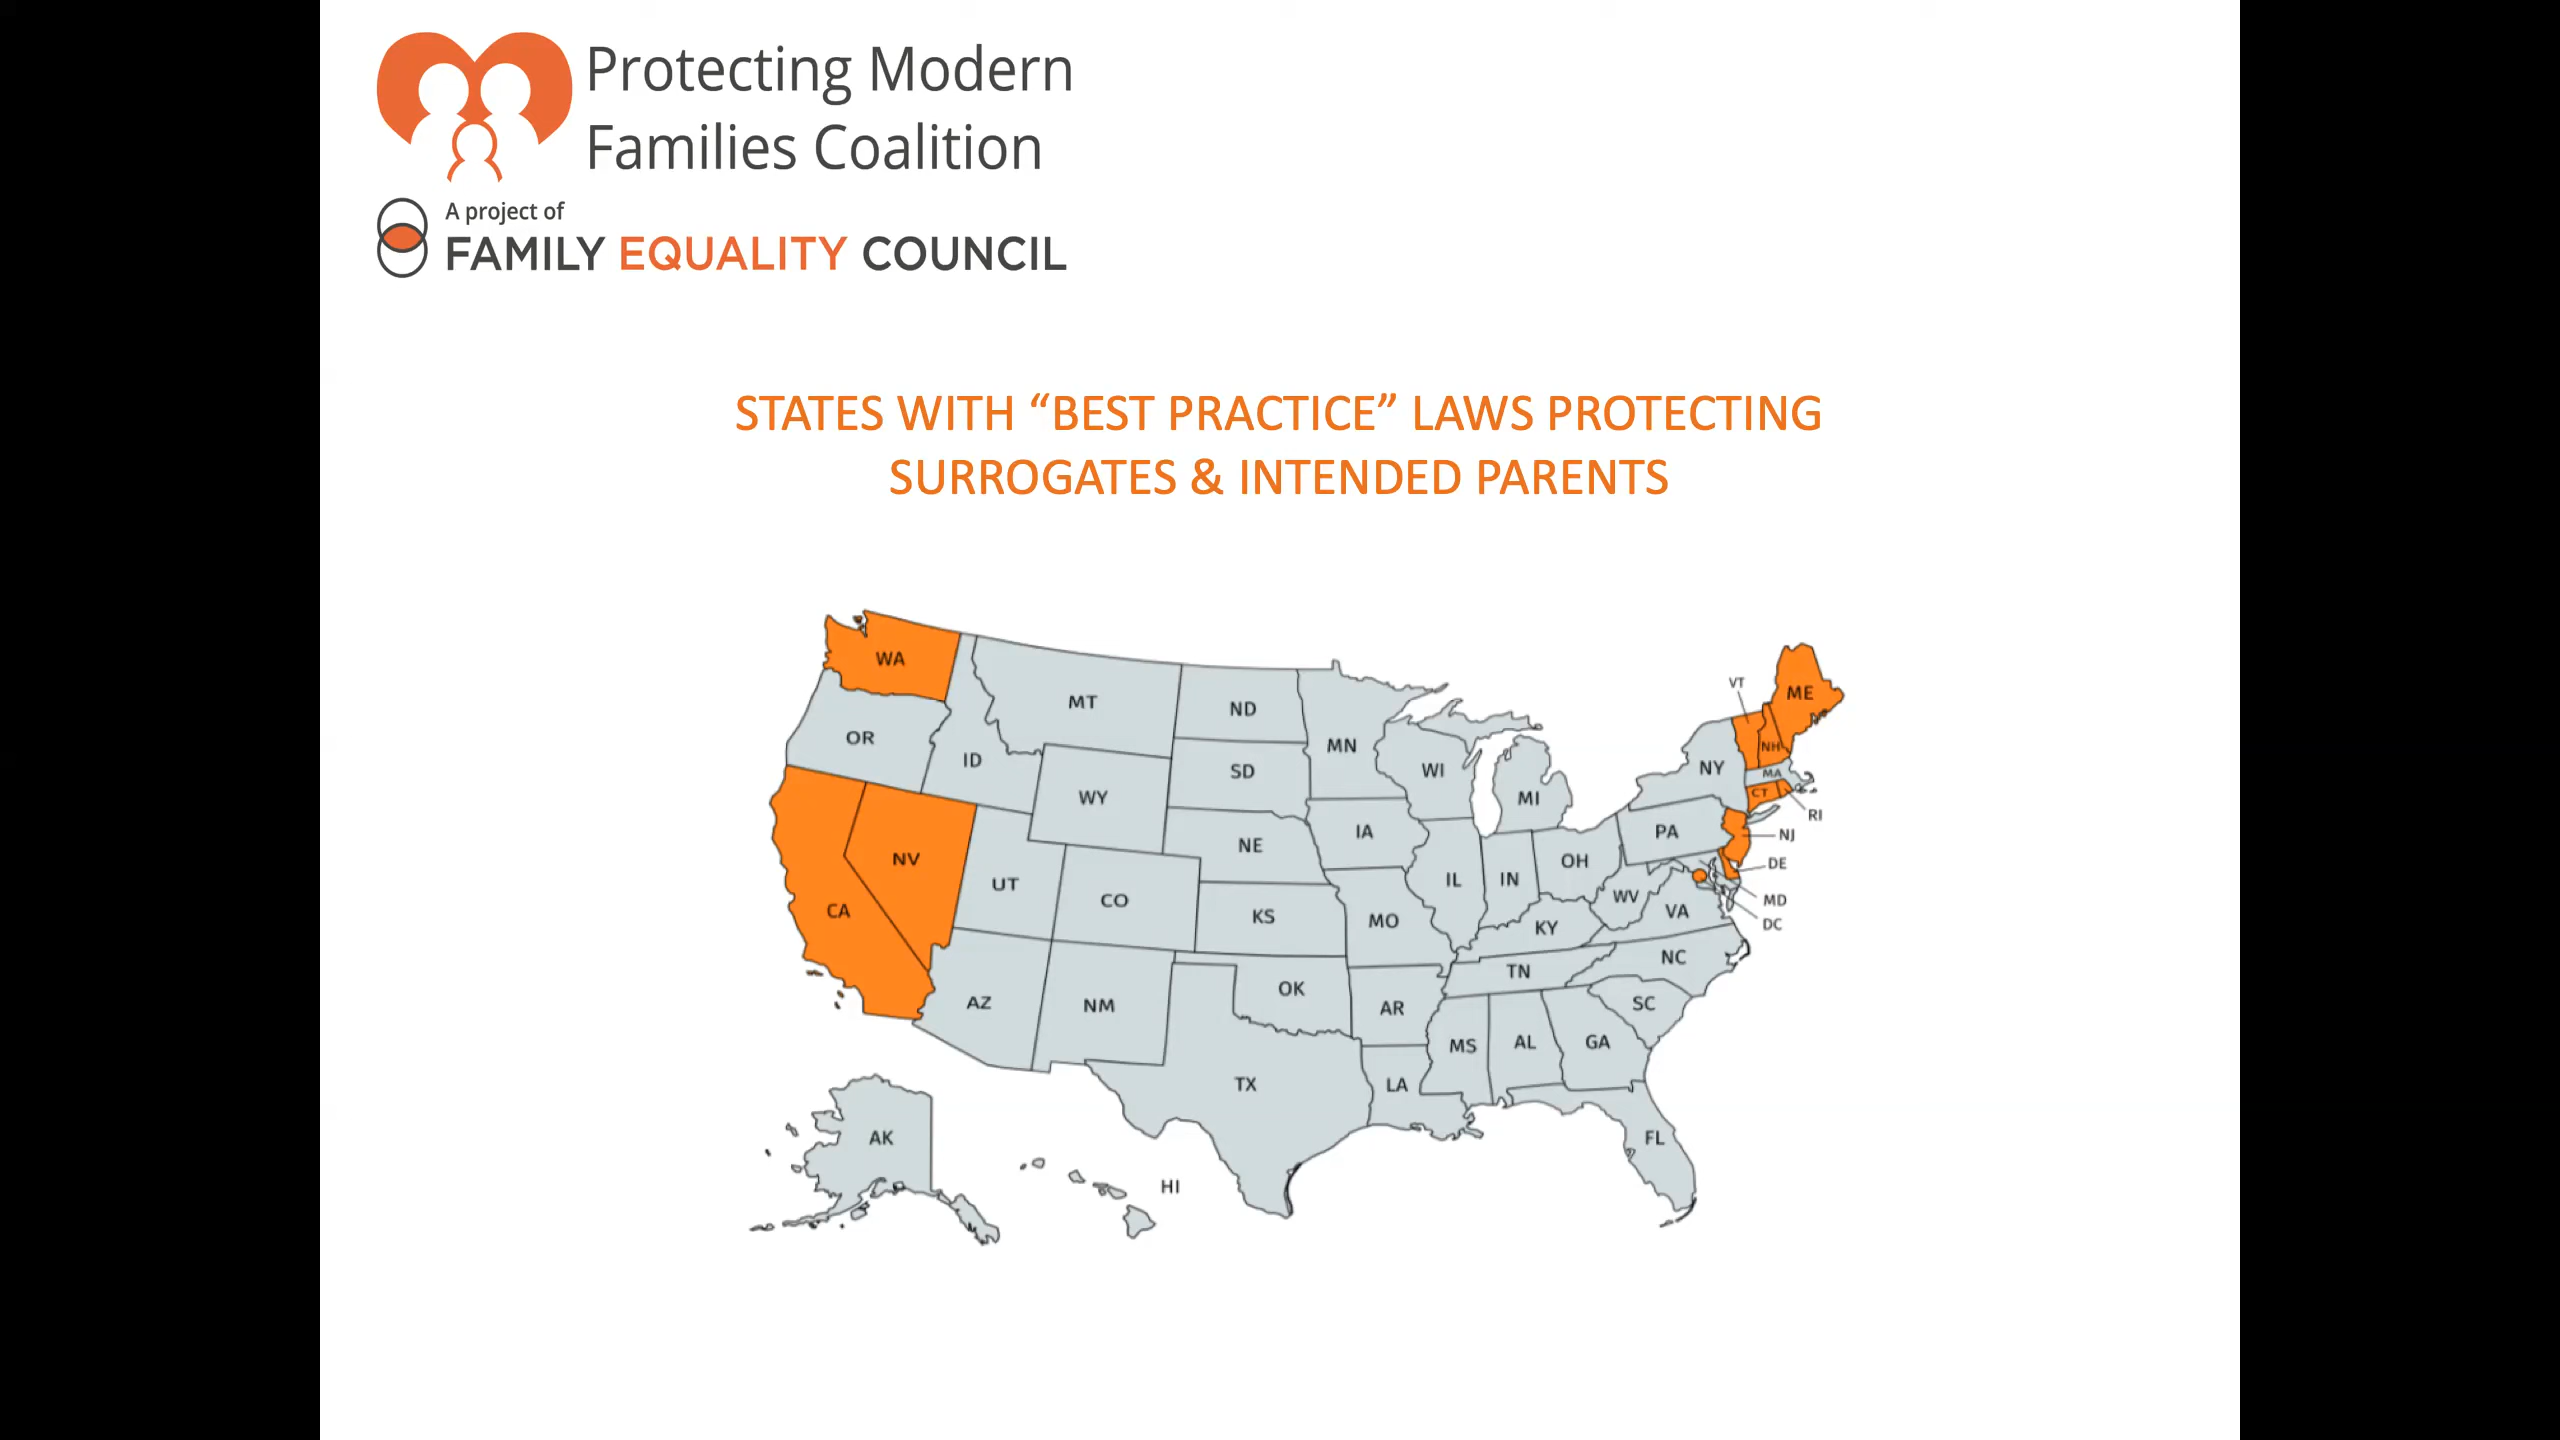 Protecting Modern
Families Coalition
A project of
FAMILY EQUALITY COUNCIL
STATES WITH “BEST PRACTICE” LAWS PROTECTING
SURROGATES & INTENDED PARENTS
WA
MT
ND
MN
OR
ID
SD
WI
MI
WY
NE
IA
NV
UT
CO
KS
MO
IL
IN
OH
CA
AZ
NM
OK
AR
KY
TN
WV
VA
NC
SC
MS
AL
GA
TX
LA
FL
AK
HI
PA
NY
VT
ME
NH
MA
CT
RI
NJ
DE
MD
DC